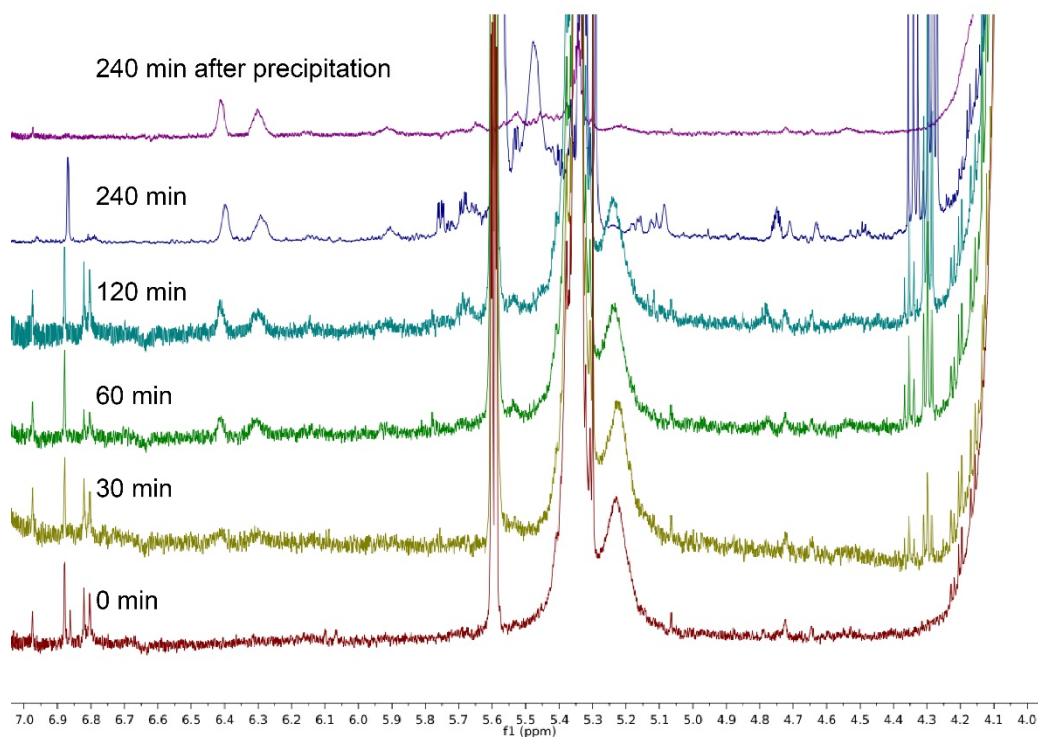 240 min after precipitation
240 min
120 min
60 min
30 min
0 min
7.0 6.9 6.8 6.7 6.6 6.5 6.4 6.3 6.2 6.1 6.0 5.9 5.8 5.7 5.6 5.5 5.4 5.3 5.2 5.1 5.0 4.9 4.8 4.7 4.6 4.5 4.4 4.3 4.2 4.1 4.0
f1 (ppm)